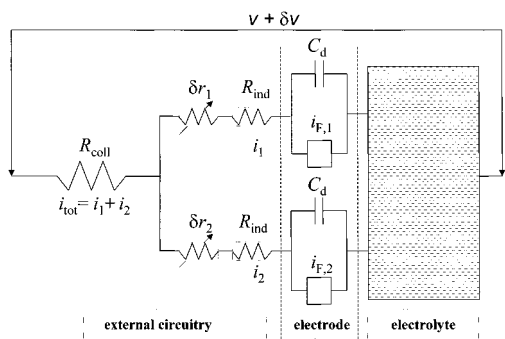 v + δv
C_d
δr_1
R_ind
i_F,1
i_1
R_coll
i_tot= i_1 + i_2
C_d
δr_2
R_ind
i_F,2
i_2
external circuitry
electrode
electrolyte